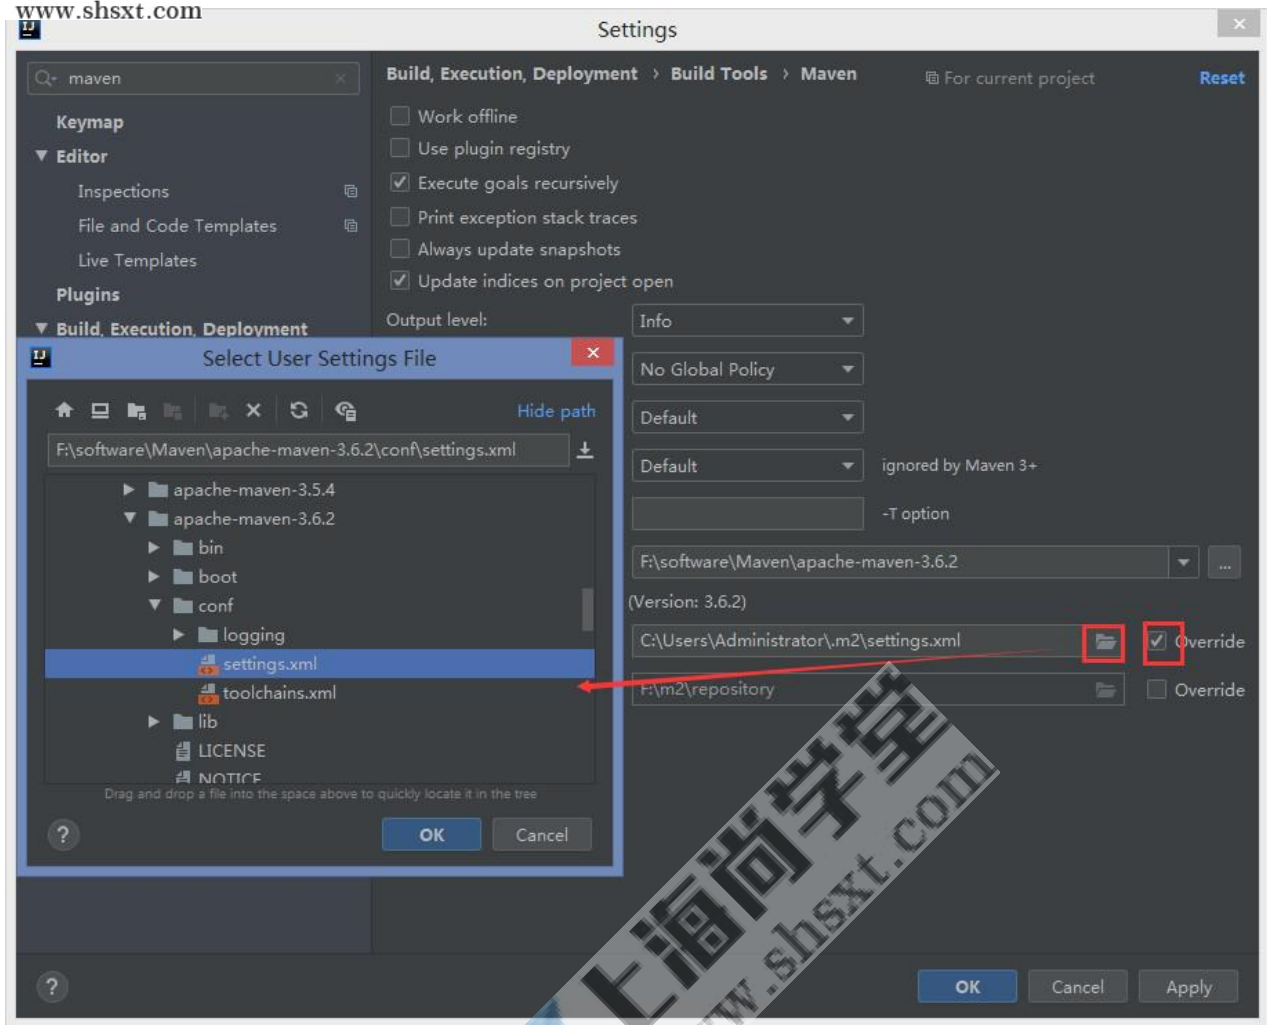 www.shsxt.com
Settings
maven
Keymap
Editor
Inspections
File and Code Templates
Live Templates
Plugins
Build, Execution, Deployment
Build, Execution, Deployment › Build Tools › Maven
For current project
Reset
Work offline
Use plugin registry
Execute goals recursively
Print exception stack traces
Always update snapshots
Update indices on project open
Output level:
Info
No Global Policy
Default
Default
ignored by Maven 3+
-T option
F:\software\Maven\apache-maven-3.6.2
...
(Version: 3.6.2)
C:\Users\Administrator\.m2\settings.xml
Override
F:\m2\repository
Override
Select User Settings File
Hide path
F:\software\Maven\apache-maven-3.6.2\conf\settings.xml
apache-maven-3.5.4
apache-maven-3.6.2
bin
boot
conf
logging
settings.xml
toolchains.xml
lib
LICENSE
NOTICE
Drag and drop a file into the space above to quickly locate it in the tree
?
OK
Cancel
?
OK
Cancel
Apply
上海尚学堂
www.shsxt.com